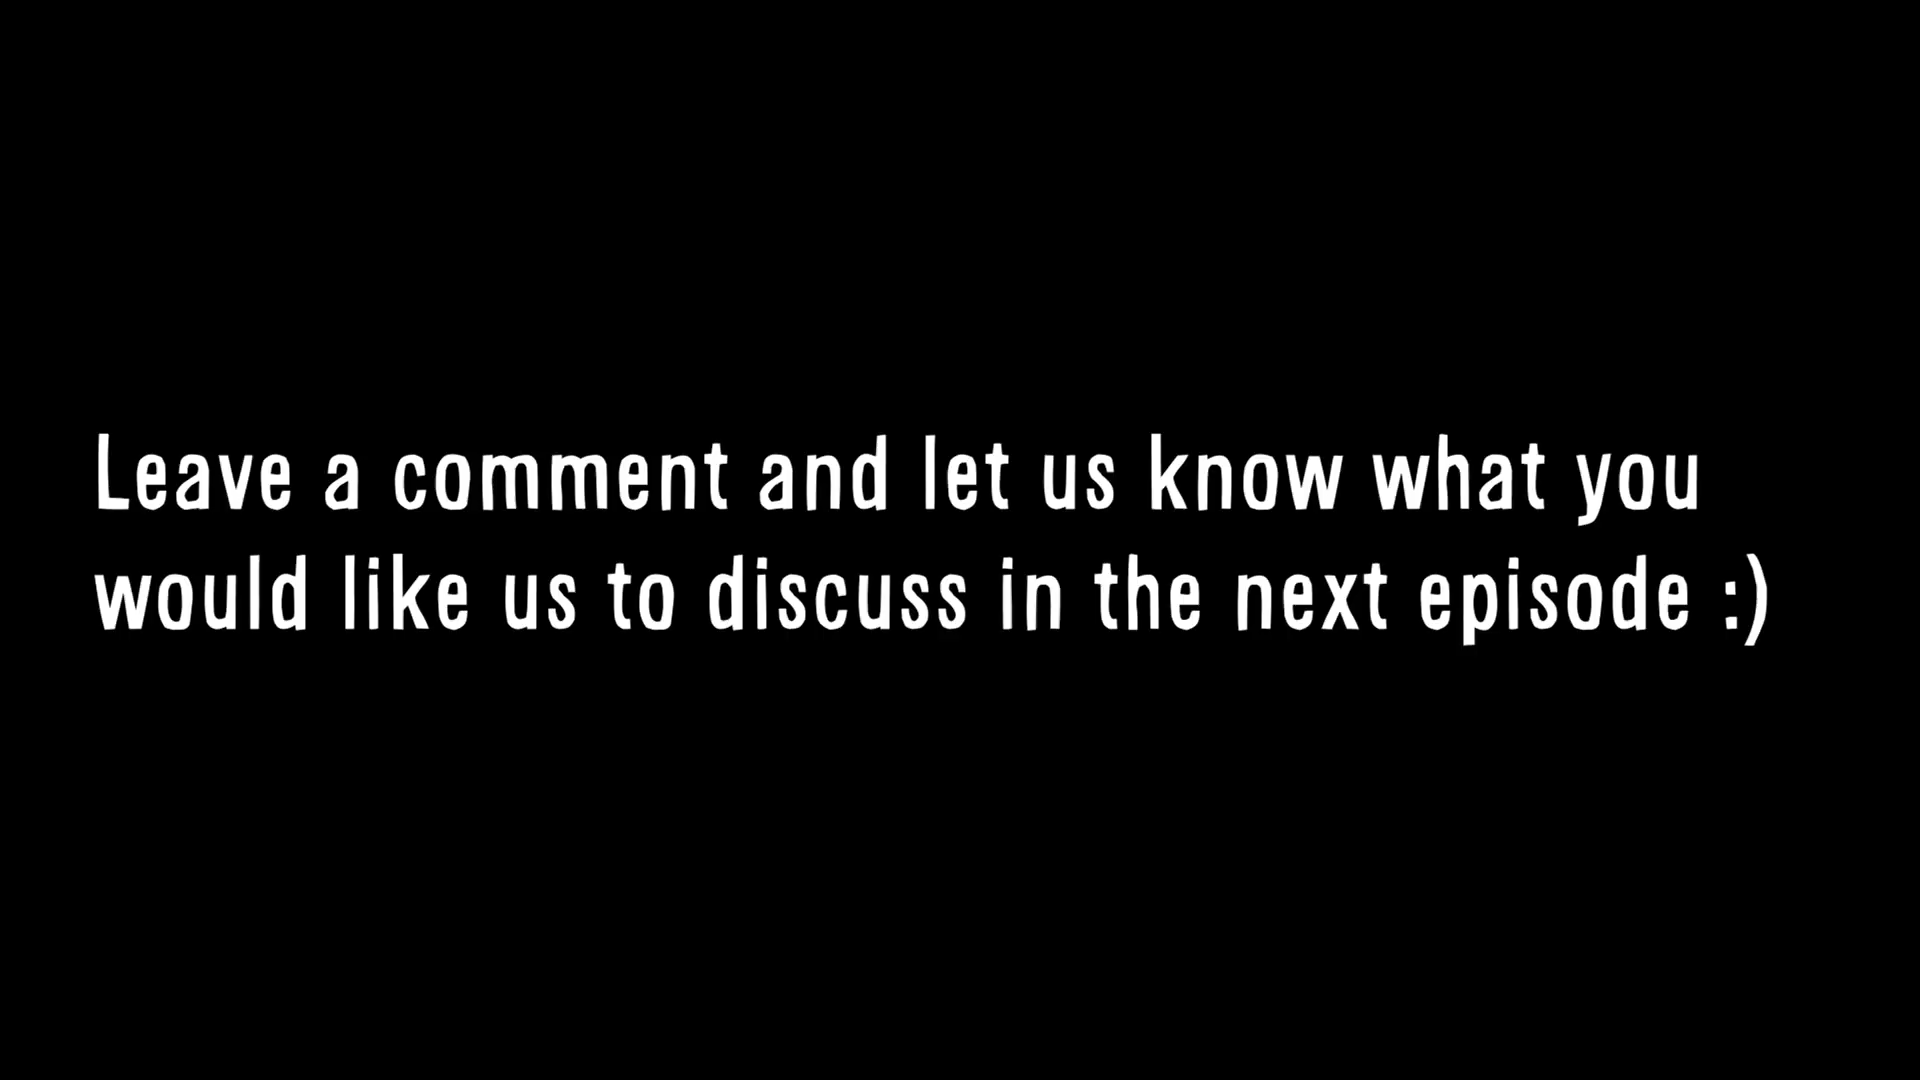 Leave a comment and let us know what you
would like us to discuss in the next episode :)